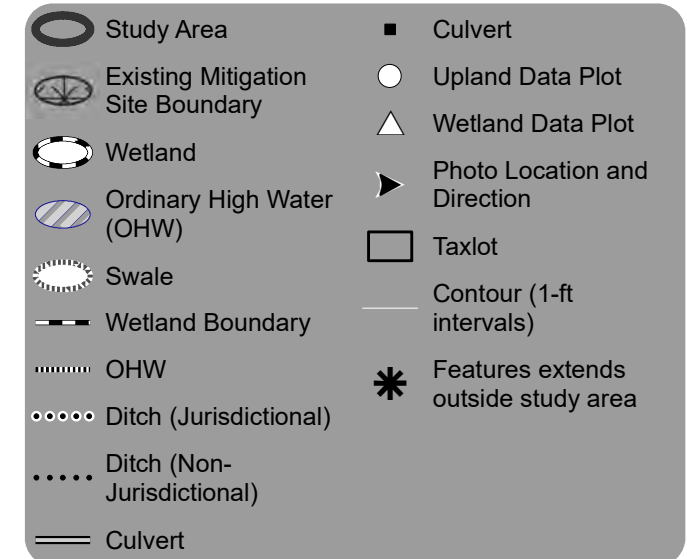 Study Area
Existing Mitigation
Site Boundary
Wetland
Ordinary High Water
(OHW)
Swale
Wetland Boundary
OHW
Ditch (Jurisdictional)
Ditch (Non-
Jurisdictional)
Culvert
Culvert
Upland Data Plot
Wetland Data Plot
Photo Location and
Direction
Taxlot
Contour (1-ft
intervals)
Features extends
outside study area